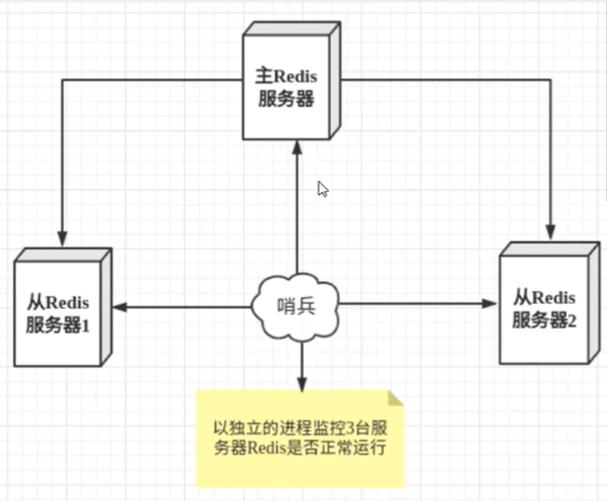 主Redis
服务器
从Redis
服务器1
哨兵
从Redis
服务器2
以独立的进程监控3台服
务器Redis是否正常运行